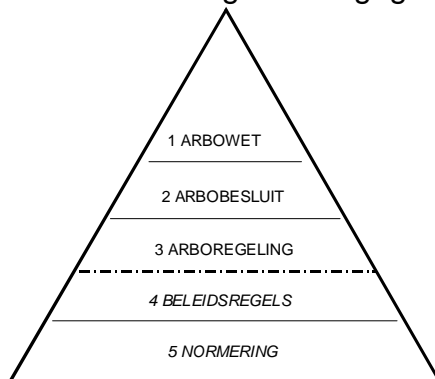 1 ARBOWET
2 ARBOBESLUIT
3 ARBOREGELING
4 BELEIDSREGELS
5 NORMERING